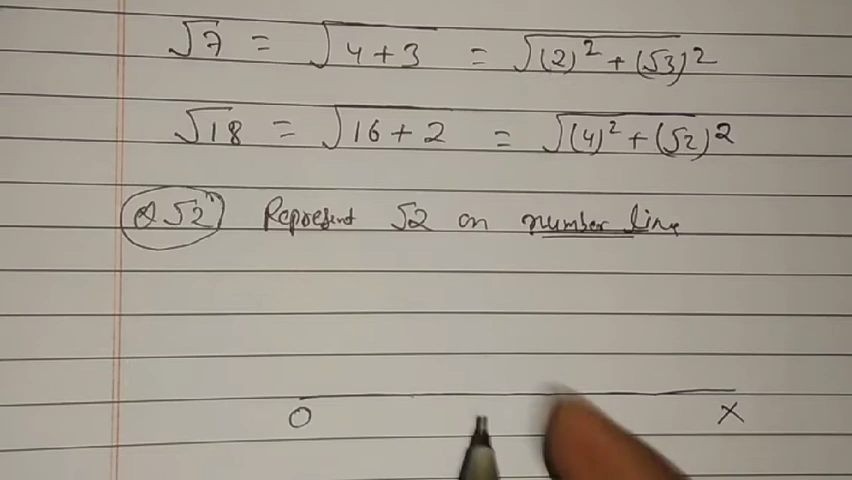 √7 = √4+3 = √(2)² + (√3)²
√18 = √16+2 = √(4)² + (√2)²
Q √2 Represent √2 on number line
O X